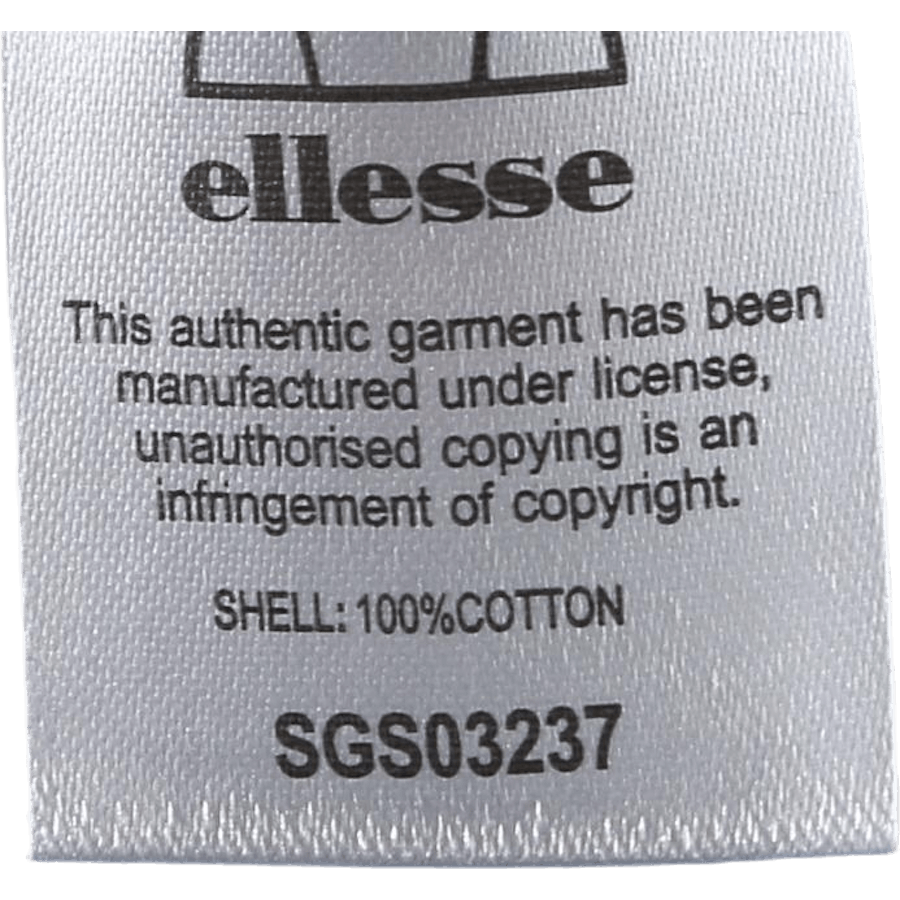 ellesse
This authentic garment has been
manufactured under license,
unauthorised copying is an
infringement of copyright.
SHELL: 100%COTTON
SGS03237